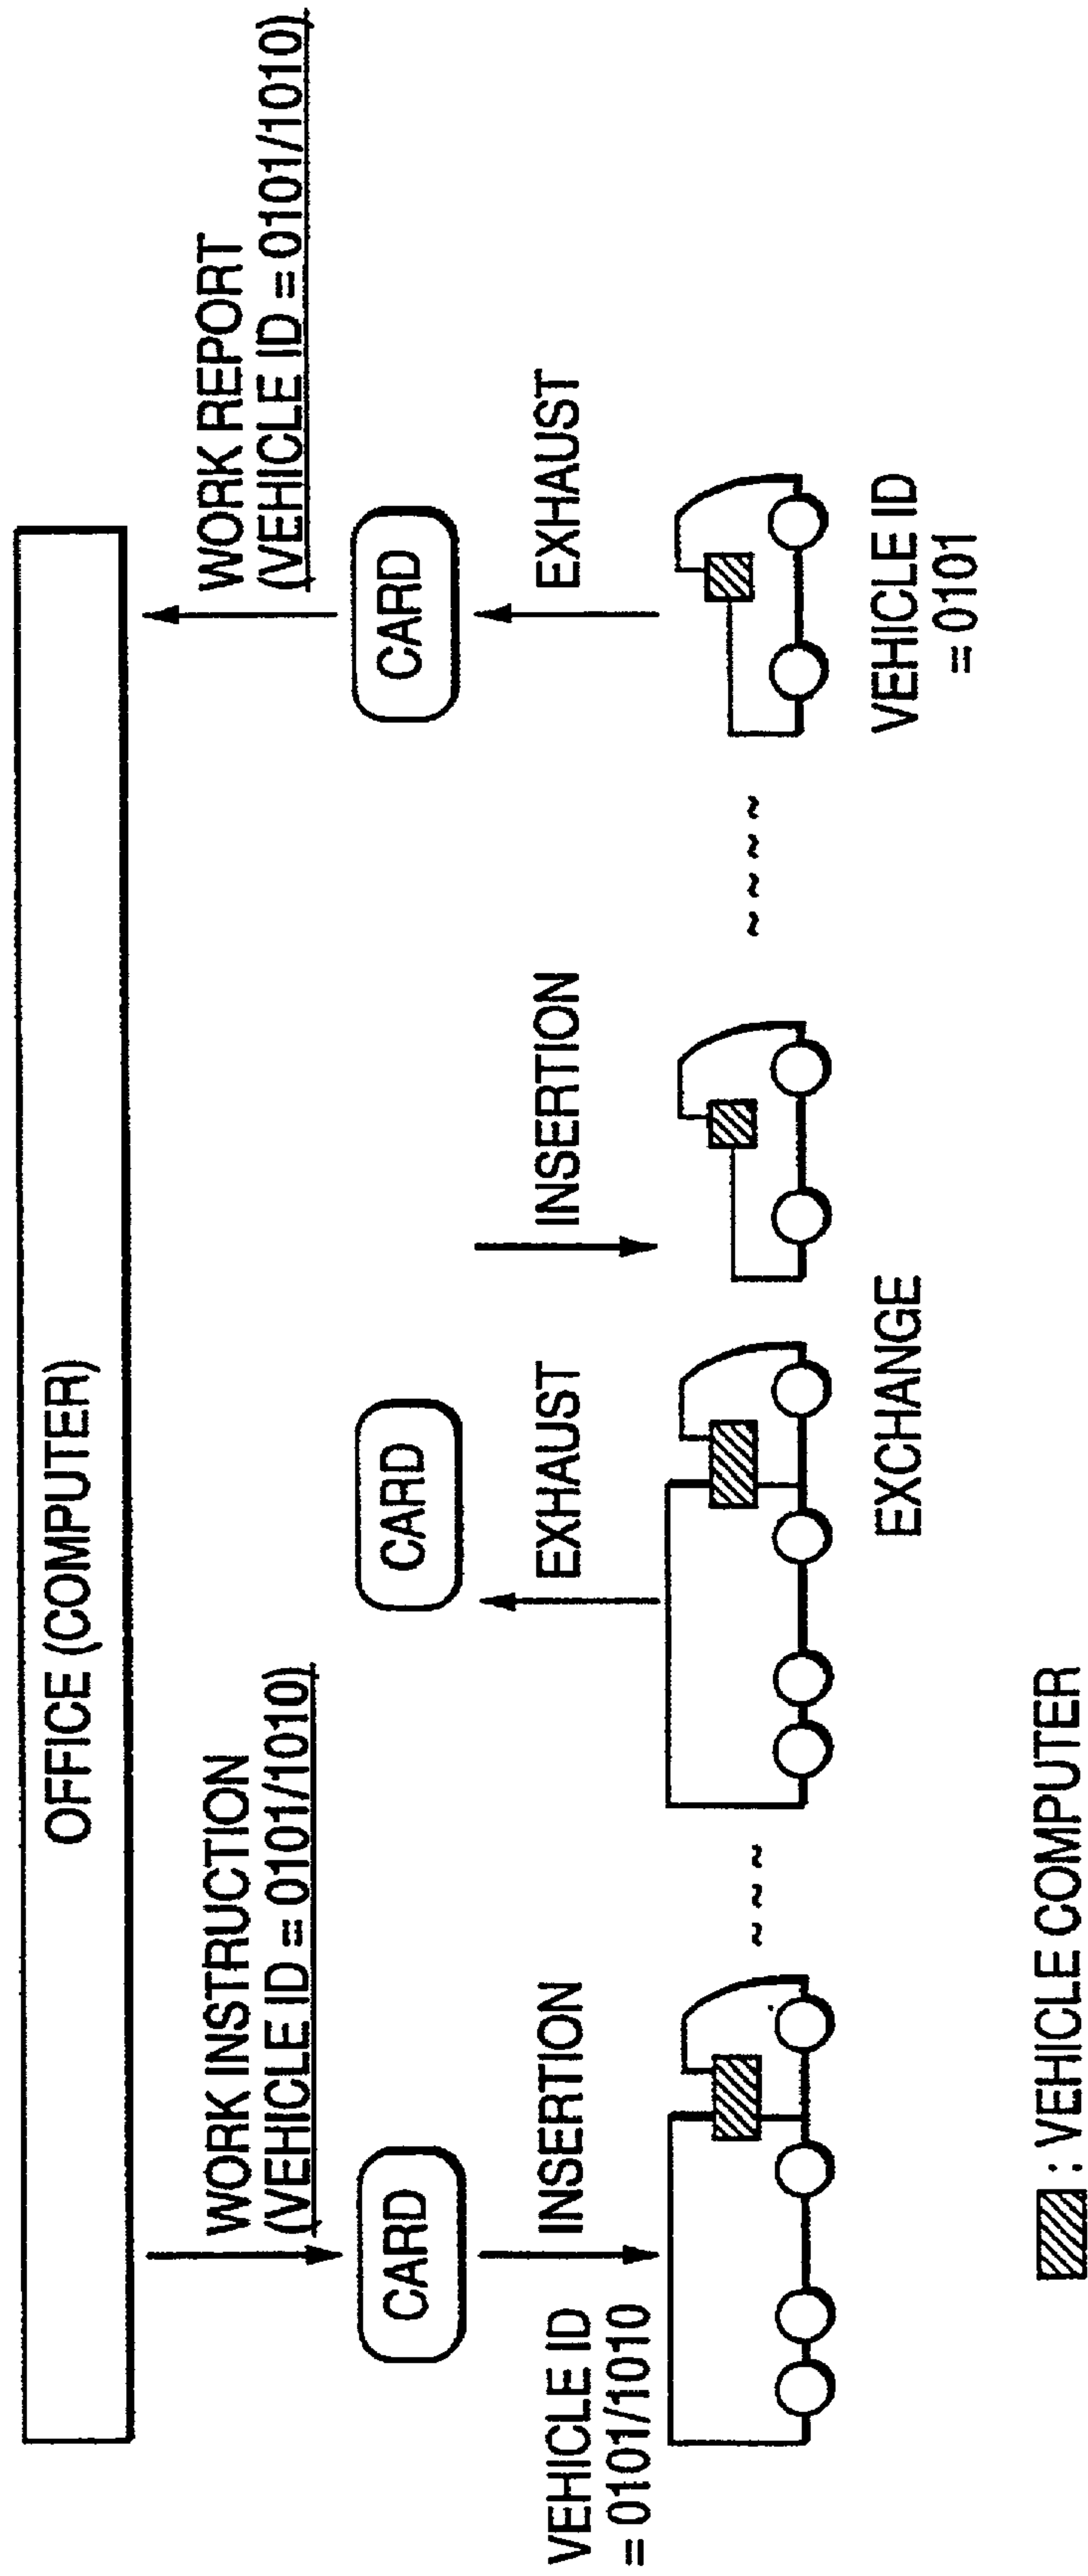 OFFICE (COMPUTER)
WORK INSTRUCTION
(VEHICLE ID = 0101/1010)
WORK REPORT
(VEHICLE ID = 0101/1010)
CARD
CARD
CARD
VEHICLE ID
= 0101/1010
INSERTION
EXHAUST
INSERTION
EXHAUST
EXCHANGE
VEHICLE ID
= 0101
: VEHICLE COMPUTER